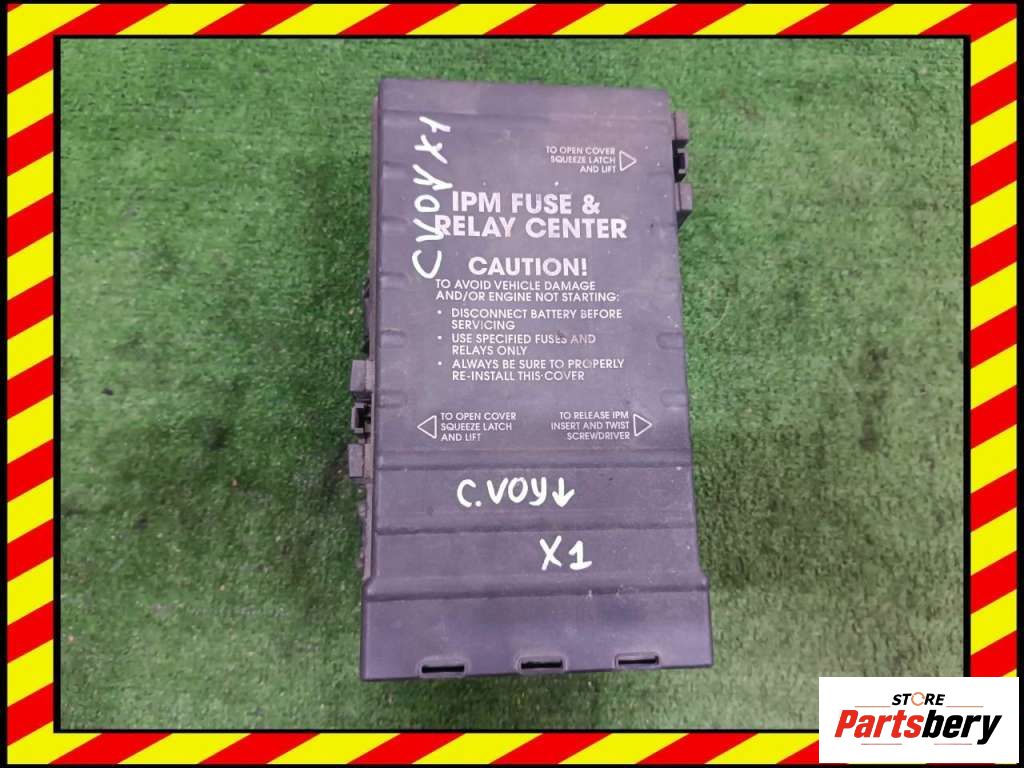 CVOY X1
TO OPEN COVER
SQUEEZE LATCH
AND LIFT
IPM FUSE &
RELAY CENTER
CAUTION!
TO AVOID VEHICLE DAMAGE
AND/OR ENGINE NOT STARTING:
• DISCONNECT BATTERY BEFORE
SERVICING
• USE SPECIFIED FUSES AND
RELAYS ONLY
• ALWAYS BE SURE TO PROPERLY
RE-INSTALL THIS COVER
TO OPEN COVER
SQUEEZE LATCH
AND LIFT
TO RELEASE IPM
INSERT AND TWIST
SCREWDRIVER
C.VOY↓
X1
STORE
Partsbery